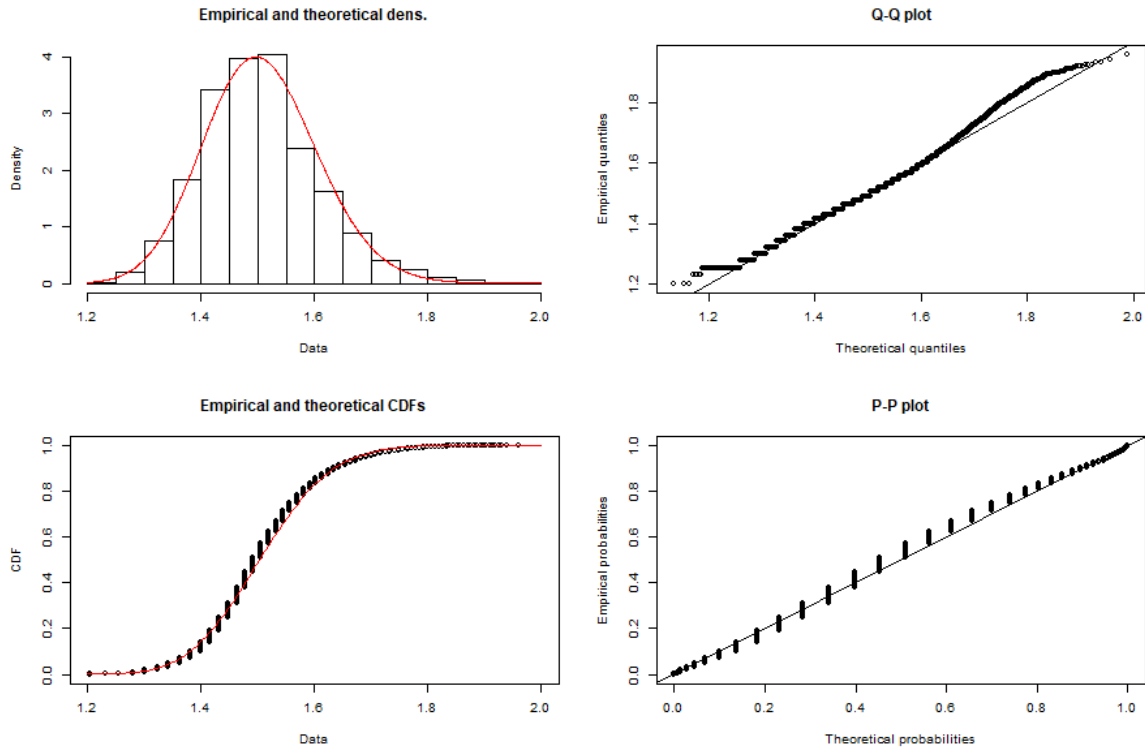 Empirical and theoretical dens.
Density
0 1 2 3 4
1.2 1.4 1.6 1.8 2.0
Data
Q-Q plot
Empirical quantiles
1.2 1.4 1.6 1.8
1.2 1.4 1.6 1.8 2.0
Theoretical quantiles
Empirical and theoretical CDFs
CDF
0.0 0.2 0.4 0.6 0.8 1.0
1.2 1.4 1.6 1.8 2.0
Data
P-P plot
Empirical probabilities
0.0 0.2 0.4 0.6 0.8 1.0
0.0 0.2 0.4 0.6 0.8 1.0
Theoretical probabilities